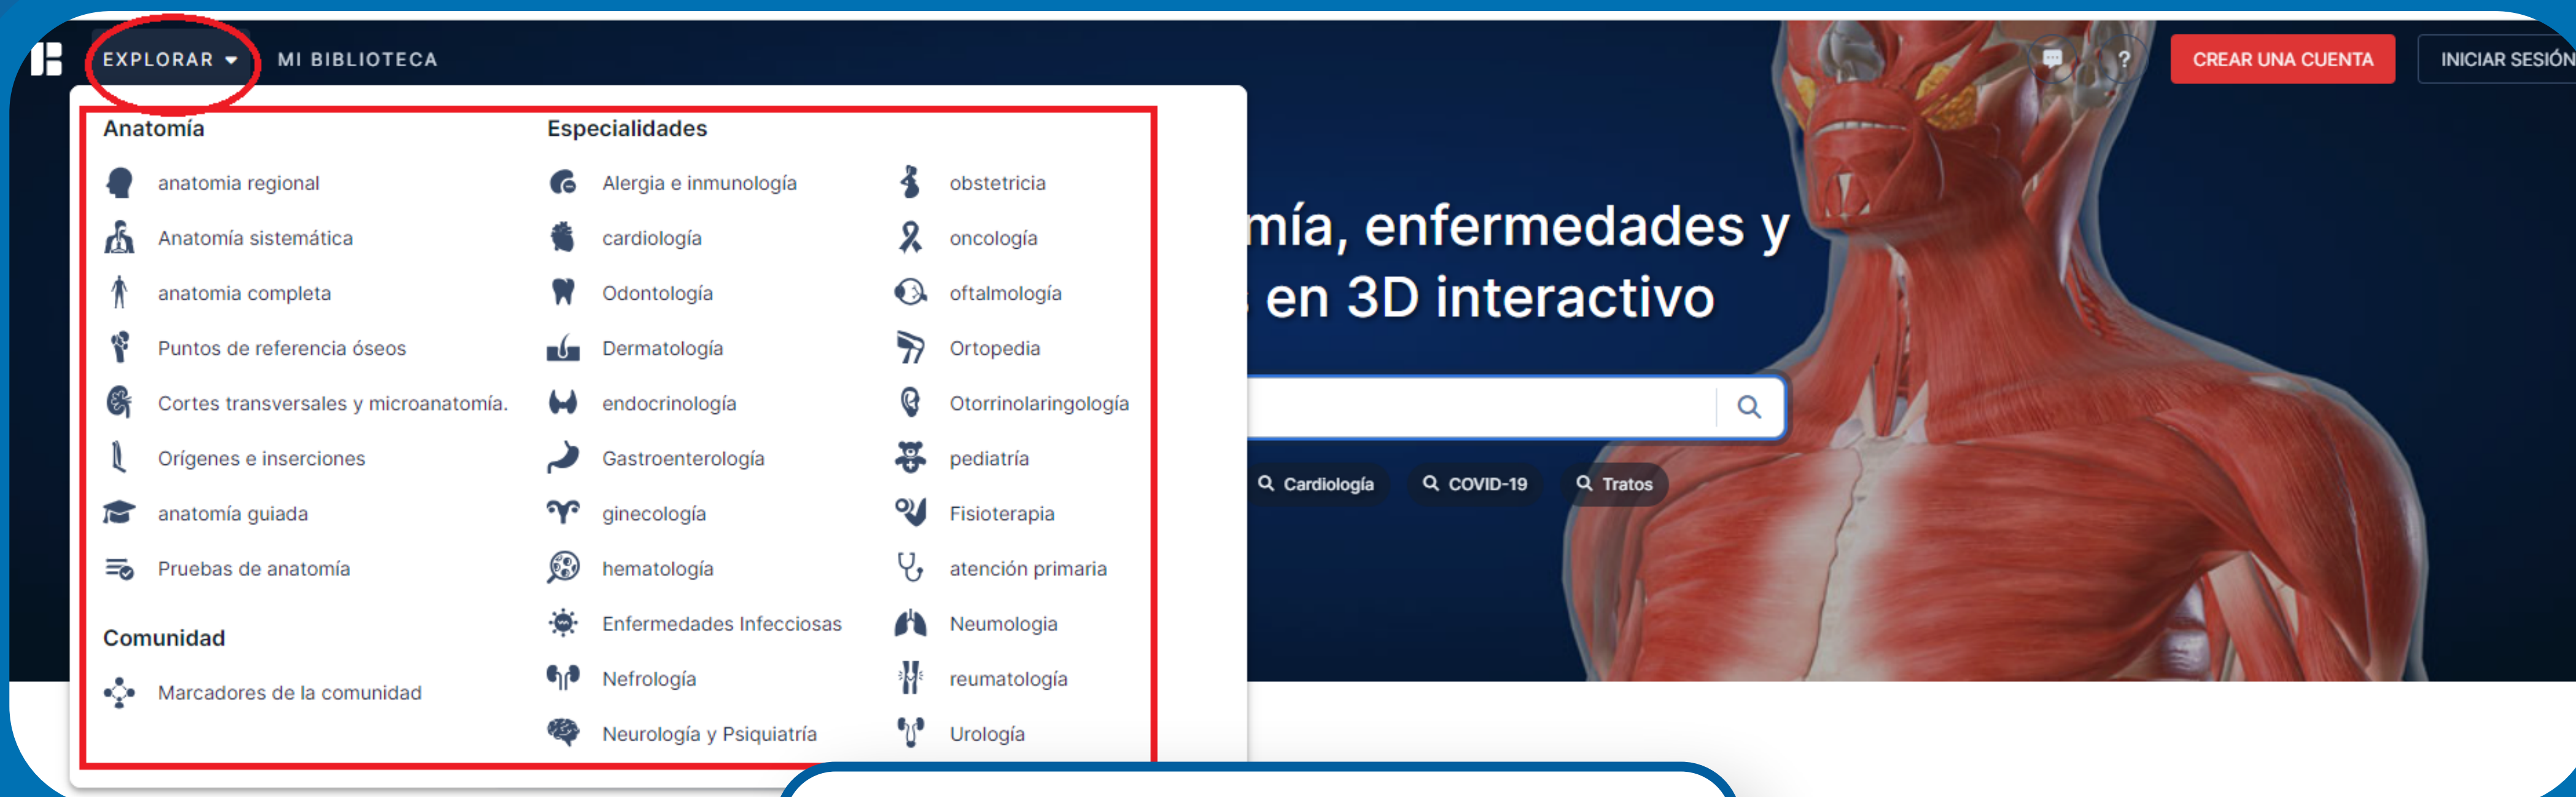 EXPLORAR
MI BIBLIOTECA
?
CREAR UNA CUENTA
INICIAR SESIÓN
Anatomía
anatomia regional
Anatomía sistemática
anatomia completa
Puntos de referencia óseos
Cortes transversales y microanatomía.
Orígenes e inserciones
anatomía guiada
Pruebas de anatomía
Comunidad
Marcadores de la comunidad
Especialidades
Alergia e inmunología
cardiología
Odontología
Dermatología
endocrinología
Gastroenterología
ginecología
hematología
Enfermedades Infecciosas
Nefrología
Neurología y Psiquiatría
obstetricia
oncología
oftalmología
Ortopedia
Otorrinolaringología
pediatría
Fisioterapia
atención primaria
Neumologia
reumatología
Urología
mía, enfermedades y
en 3D interactivo
Cardiología
COVID-19
Tratos